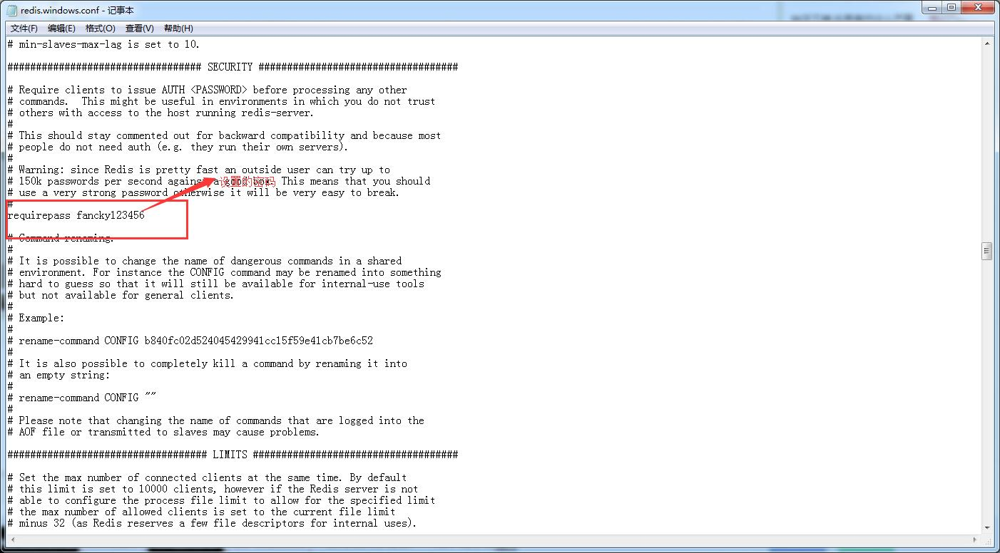 redis.windows.conf - 记事本
文件(F) 编辑(E) 格式(O) 查看(V) 帮助(H)
# min-slaves-max-lag is set to 10.
################################## SECURITY ###################################
# Require clients to issue AUTH <PASSWORD> before processing any other
# commands.  This might be useful in environments in which you do not trust
# others with access to the host running redis-server.
#
# This should stay commented out for backward compatibility and because most
# people do not need auth (e.g. they run their own servers).
#
# Warning: since Redis is pretty fast an outside user can try up to
# 150k passwords per second against a good box. This means that you should
设置的密码
# use a very strong password otherwise it will be very easy to break.
#
requirepass fancky123456
# Command renaming.
#
# It is possible to change the name of dangerous commands in a shared
# environment. For instance the CONFIG command may be renamed into something
# hard to guess so that it will still be available for internal-use tools
# but not available for general clients.
#
# Example:
#
# rename-command CONFIG b840fc02d524045429941cc15f59e41cb7be6c52
#
# It is also possible to completely kill a command by renaming it into
# an empty string:
#
# rename-command CONFIG ""
#
# Please note that changing the name of commands that are logged into the
# AOF file or transmitted to slaves may cause problems.
################################### LIMITS ####################################
# Set the max number of connected clients at the same time. By default
# this limit is set to 10000 clients, however if the Redis server is not
# able to configure the process file limit to allow for the specified limit
# the max number of allowed clients is set to the current file limit
# minus 32 (as Redis reserves a few file descriptors for internal uses).